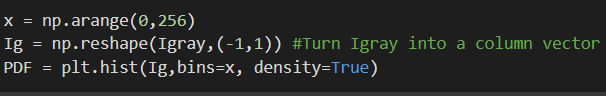 x = np.arange(0,256)
Ig = np.reshape(Igray,(-1,1)) #Turn Igray into a column vector
PDF = plt.hist(Ig,bins=x, density=True)